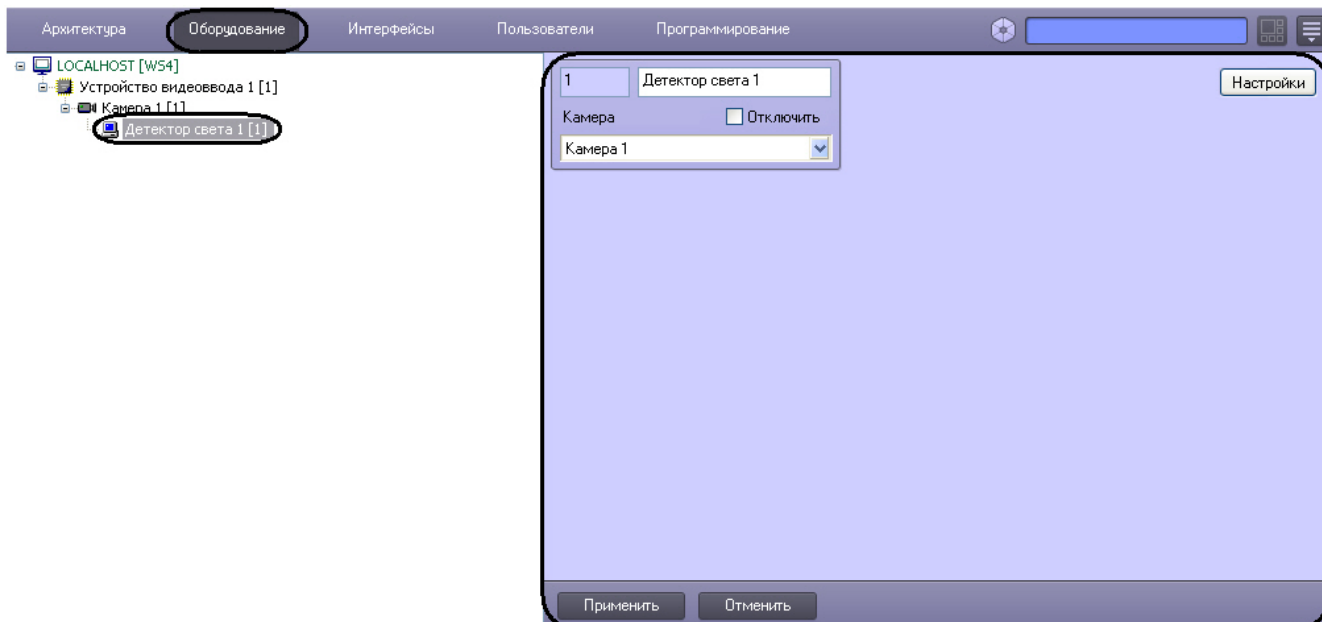 Архитектура Оборудование Интерфейсы Пользователи Программирование
LOCALHOST [WS4]
Устройство видеоввода 1 [1]
Камера 1 [1]
Детектор света 1 [1]
1 Детектор света 1
Настройки
Камера Отключить
Камера 1
Применить Отменить